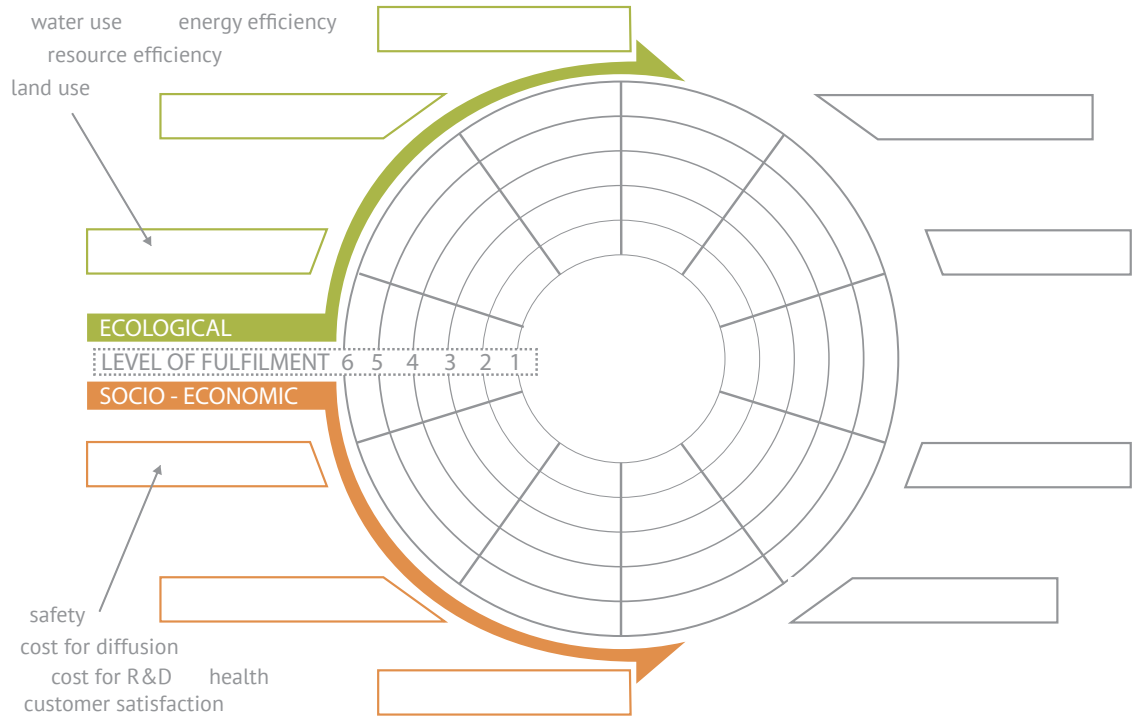 water use energy efficiency
resource efficiency
land use
ECOLOGICAL
LEVEL OF FULFILMENT 6 5 4 3 2 1
SOCIO - ECONOMIC
safety
cost for diffusion
cost for R&D health
customer satisfaction